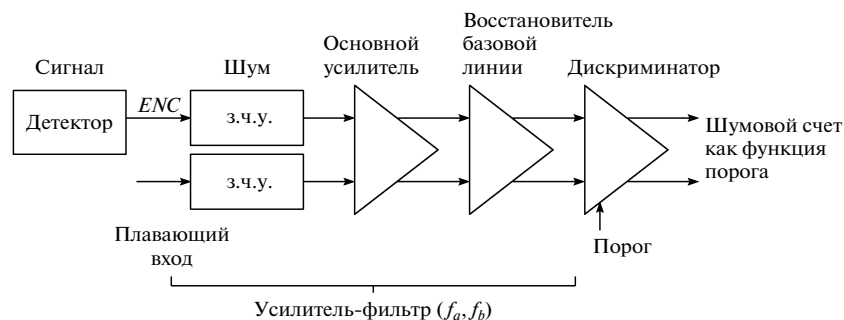 Сигнал
Шум
Основной
усилитель
Восстановитель
базовой
линии
Дискриминатор
Детектор
ENC
з.ч.у.
з.ч.у.
Шумовой счет
как функция
порога
Плавающий
вход
Порог
Усилитель-фильтр (fa, fb)